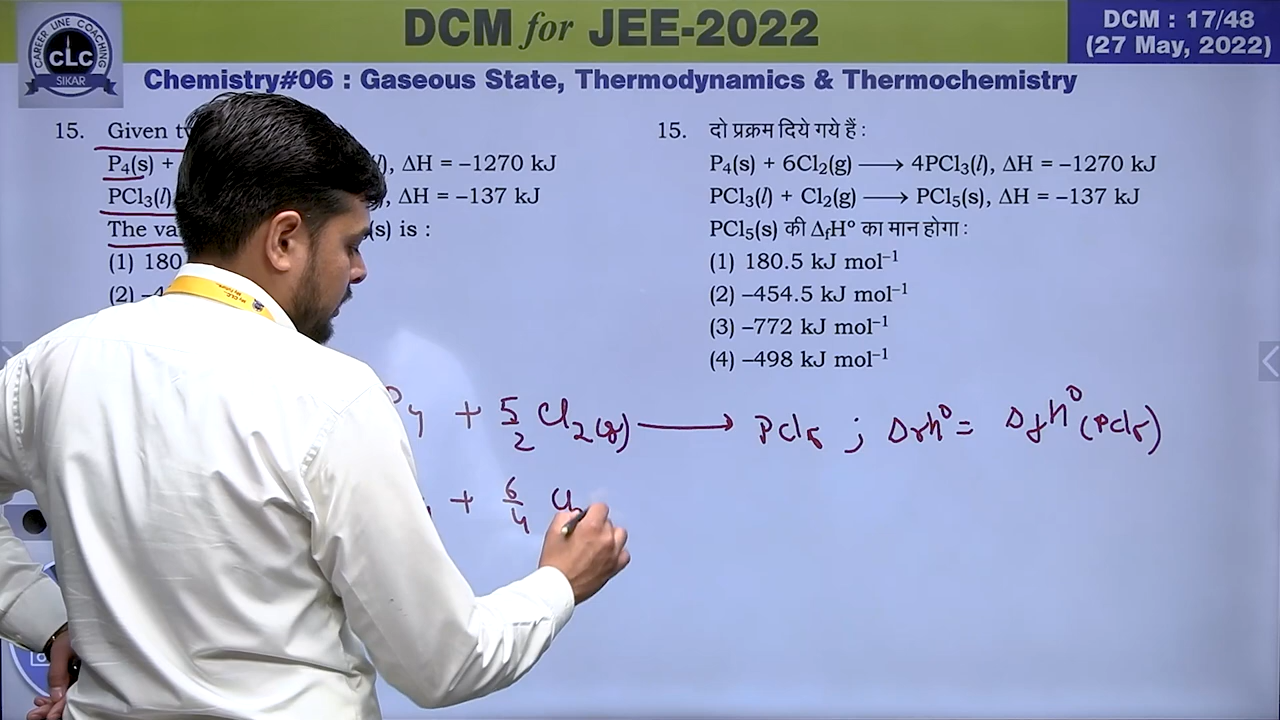 DCM for JEE-2022
DCM : 17/48
(27 May, 2022)
CAREER LINE COACHING
CLC
SIKAR
Chemistry#06 : Gaseous State, Thermodynamics & Thermochemistry
15. Given
P₄(s) + ), ΔH = –1270 kJ
PCl₃(l) , ΔH = –137 kJ
The (s) is :
(1) 180
(2)
15. दो प्रक्रम दिये गये हैं :
P₄(s) + 6Cl₂(g) ⟶ 4PCl₃(l), ΔH = –1270 kJ
PCl₃(l) + Cl₂(g) ⟶ PCl₅(s), ΔH = –137 kJ
PCl₅(s) की ΔfH° का मान होगा :
(1) 180.5 kJ mol⁻¹
(2) –454.5 kJ mol⁻¹
(3) –772 kJ mol⁻¹
(4) –498 kJ mol⁻¹
P₄ + 5/2 Cl₂(g) ⟶ PCl₅ ; ΔrH° = ΔfH° (PCl₅)
+ 6/4 Cl